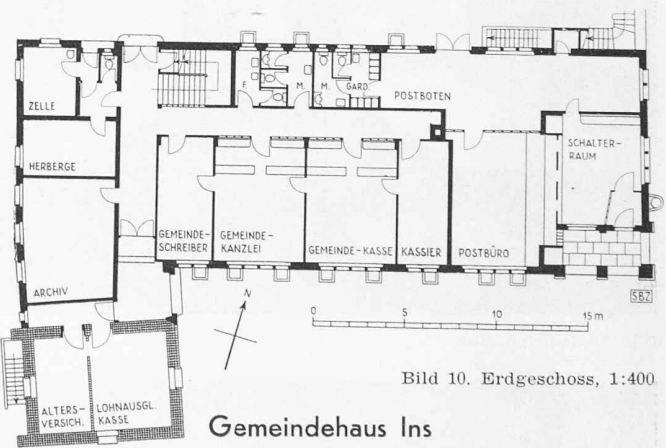 ZELLE
HERBERGE
ARCHIV
F.
M.
M.
GARD.
POSTBOTEN
SCHALTER-
RAUM
GEMEINDE-
SCHREIBER
GEMEINDE-
KANZLEI
GEMEINDE-KASSE
KASSIER
POSTBÜRO
ALTERS-
VERSICH.
LOHNAUSGL.
KASSE
N
0 5 10 15 m
SBZ
Bild 10. Erdgeschoss, 1:400
Gemeindehaus Ins